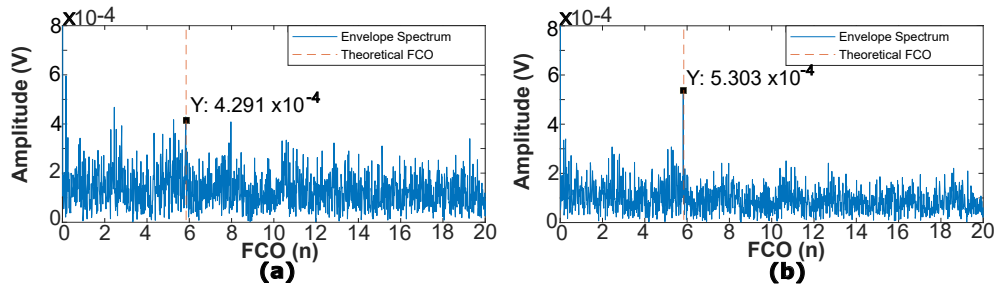 x10-4
8
6
4
2
0
Amplitude (V)
Envelope Spectrum
Theoretical FCO
Y: 4.291 x10-4
0 2 4 6 8 10 12 14 16 18 20
FCO (n)
(a)
x10-4
8
6
4
2
0
Amplitude (V)
Envelope Spectrum
Theoretical FCO
Y: 5.303 x10-4
0 2 4 6 8 10 12 14 16 18 20
FCO (n)
(b)